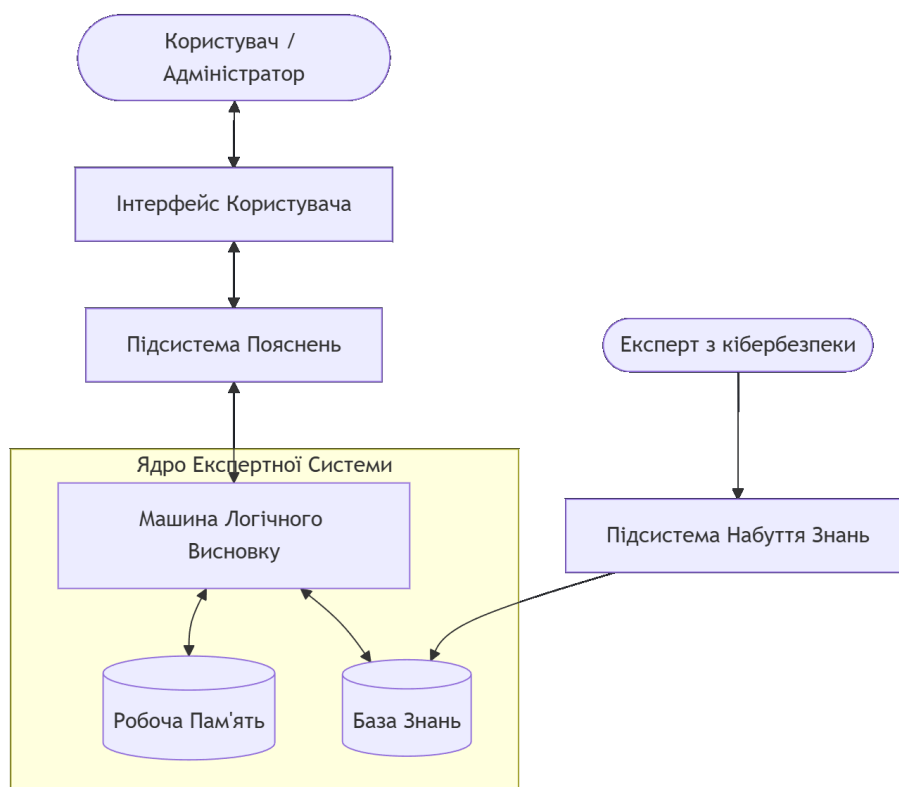 Користувач /
Адміністратор
Інтерфейс Користувача
Підсистема Пояснень
Експерт з кібербезпеки
Ядро Експертної Системи
Машина Логічного
Висновку
Підсистема Набуття Знань
Робоча Пам'ять
База Знань